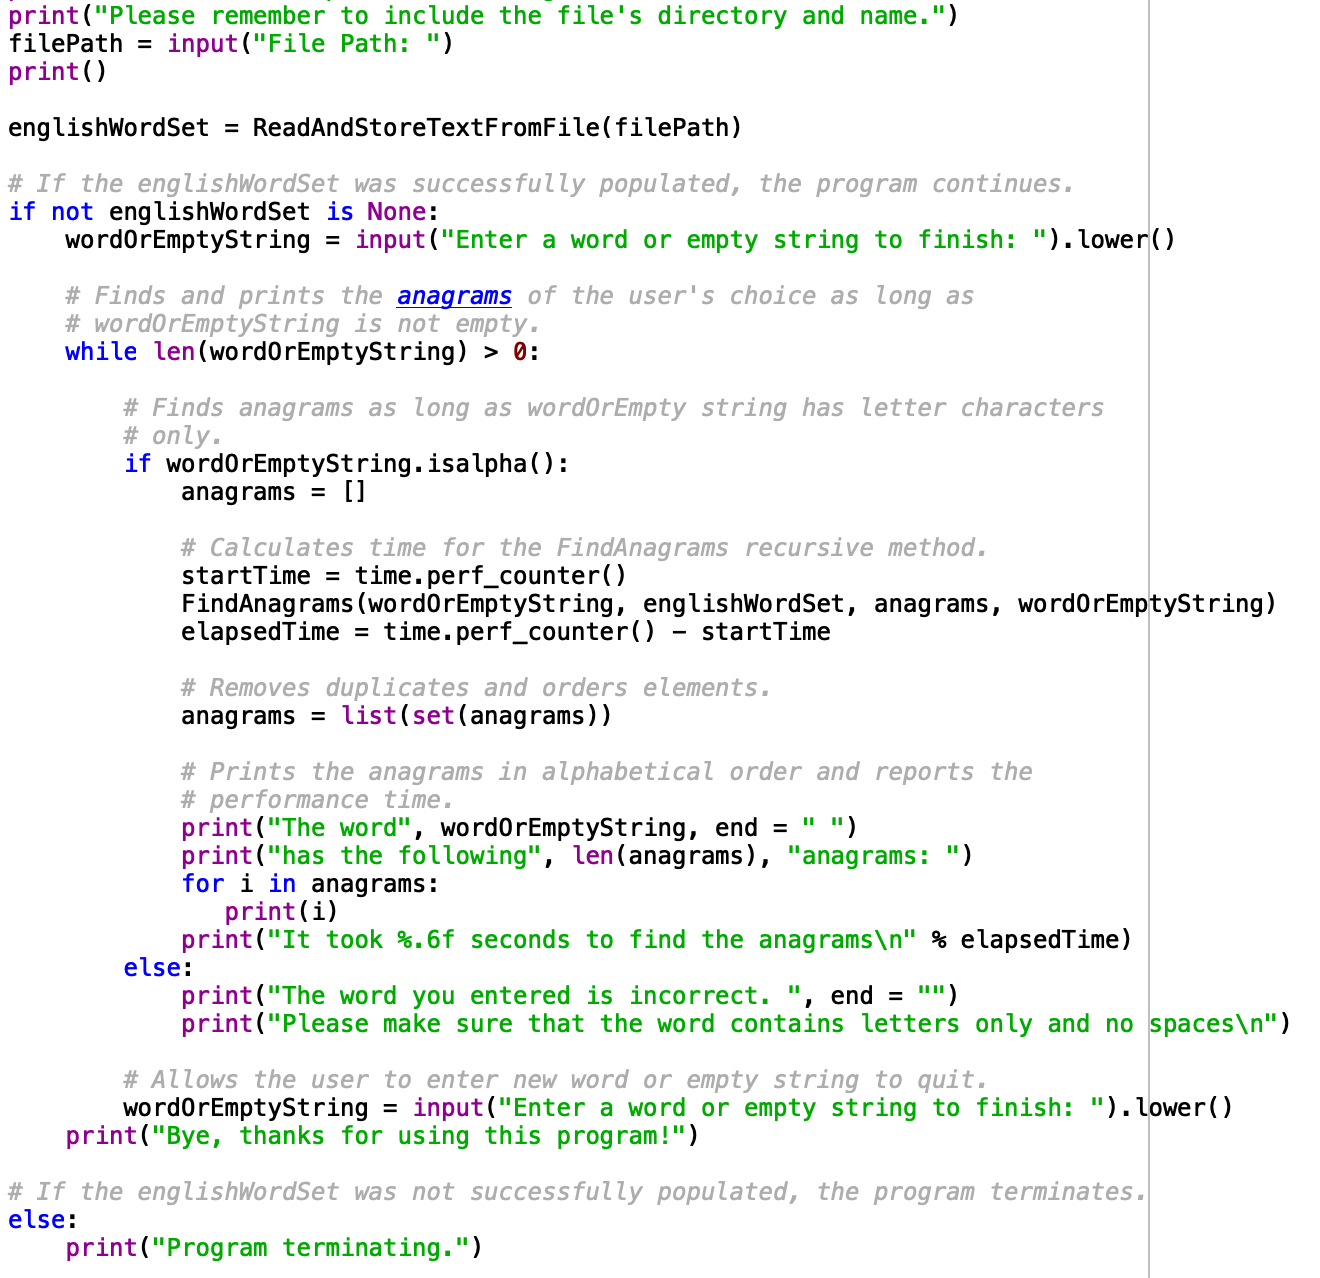 print("Please remember to include the file's directory and name.")
filePath = input("File Path: ")
print()

englishWordSet = ReadAndStoreTextFromFile(filePath)

# If the englishWordSet was successfully populated, the program continues.
if not englishWordSet is None:
    wordOrEmptyString = input("Enter a word or empty string to finish: ").lower()

    # Finds and prints the anagrams of the user's choice as long as
    # wordOrEmptyString is not empty.
    while len(wordOrEmptyString) > 0:

        # Finds anagrams as long as wordOrEmpty string has letter characters
        # only.
        if wordOrEmptyString.isalpha():
            anagrams = []

            # Calculates time for the FindAnagrams recursive method.
            startTime = time.perf_counter()
            FindAnagrams(wordOrEmptyString, englishWordSet, anagrams, wordOrEmptyString)
            elapsedTime = time.perf_counter() - startTime

            # Removes duplicates and orders elements.
            anagrams = list(set(anagrams))

            # Prints the anagrams in alphabetical order and reports the
            # performance time.
            print("The word", wordOrEmptyString, end = " ")
            print("has the following", len(anagrams), "anagrams: ")
            for i in anagrams:
               print(i)
            print("It took %.6f seconds to find the anagrams\n" % elapsedTime)
        else:
            print("The word you entered is incorrect. ", end = "")
            print("Please make sure that the word contains letters only and no spaces\n")

        # Allows the user to enter new word or empty string to quit.
        wordOrEmptyString = input("Enter a word or empty string to finish: ").lower()
    print("Bye, thanks for using this program!")

# If the englishWordSet was not successfully populated, the program terminates.
else:
    print("Program terminating.")